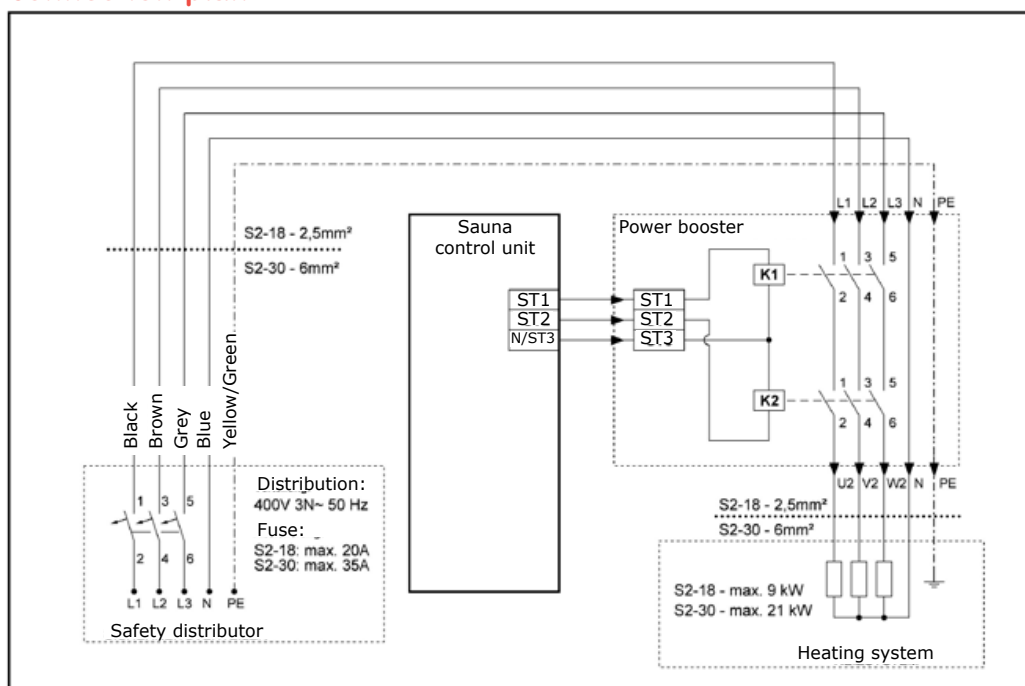 L1 L2 L3 N PE
Sauna
control unit
Power booster
S2-18 - 2,5mm²
S2-30 - 6mm²
1 3 5
K1
2 4 6
ST1 ST1
ST2 ST2
N/ST3 ST3
1 3 5
K2
2 4 6
Black
Brown
Grey
Blue
Yellow/Green
U2 V2 W2 N PE
Distribution:
400V 3N~ 50 Hz
Fuse:
S2-18: max. 20A
S2-30: max. 35A
1 3 5
2 4 6
L1 L2 L3 N PE
Safety distributor
S2-18 - 2,5mm²
S2-30 - 6mm²
S2-18 - max. 9 kW
S2-30 - max. 21 kW
Heating system